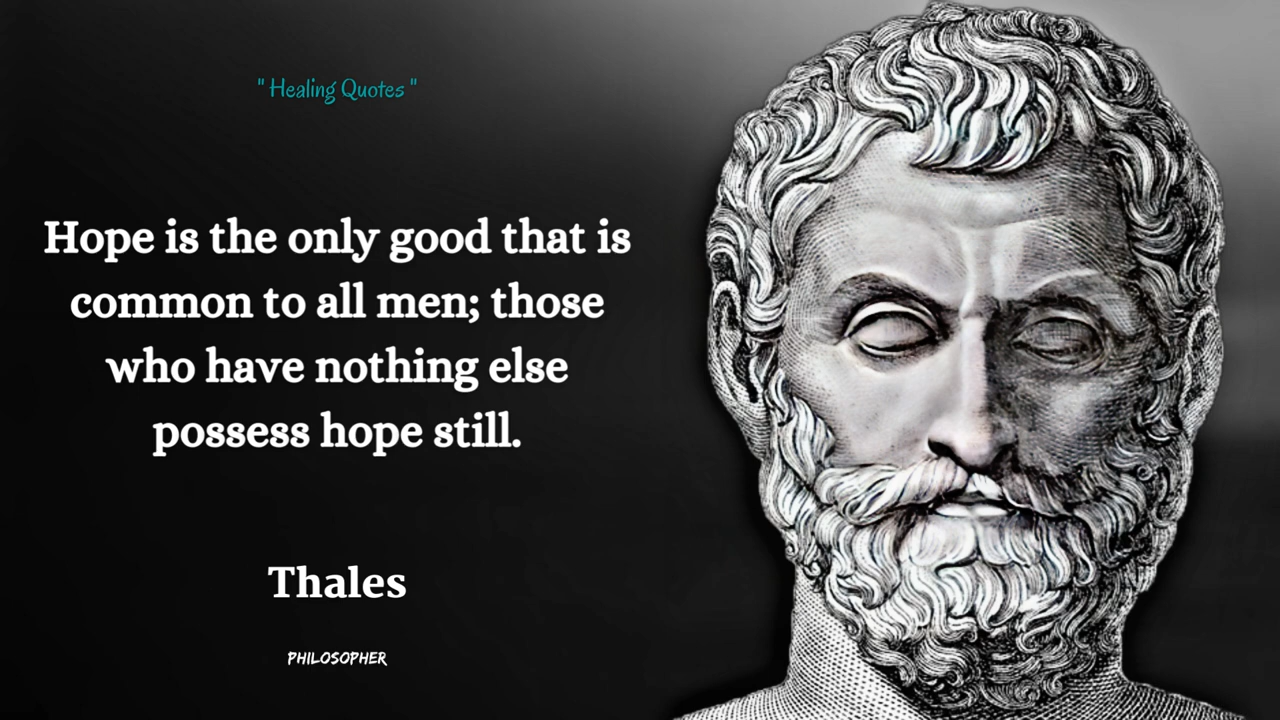 " Healing Quotes "
Hope is the only good that is
common to all men; those
who have nothing else
possess hope still.
Thales
PHILOSOPHER